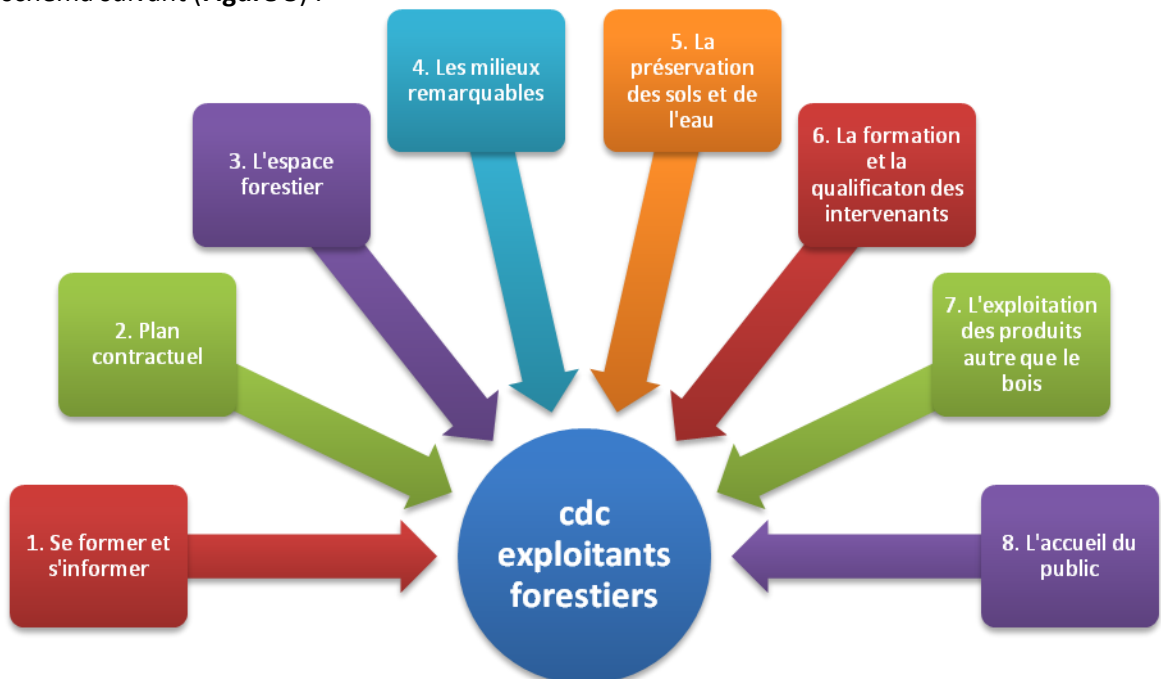 4. Les milieux
remarquables
5. La
préservation
des sols et de
l'eau
3. L'espace
forestier
6. La formation
et la
qualificaton des
intervenants
2. Plan
contractuel
7. L'exploitation
des produits
autre que le
bois
1. Se former et
s'informer
cdc
exploitants
forestiers
8. L'accueil du
public